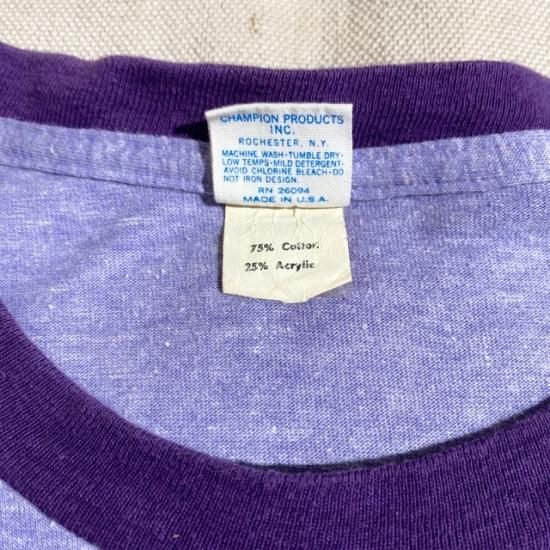 CHAMPION PRODUCTS
INC.
ROCHESTER, N.Y.
MACHINE WASH·TUMBLE DRY·
LOW TEMPS·MILD DETERGENT·
AVOID CHLORINE BLEACH·DO
NOT IRON DESIGN.
RN 26094
MADE IN U.S.A.
75% Cotton
25% Acrylic